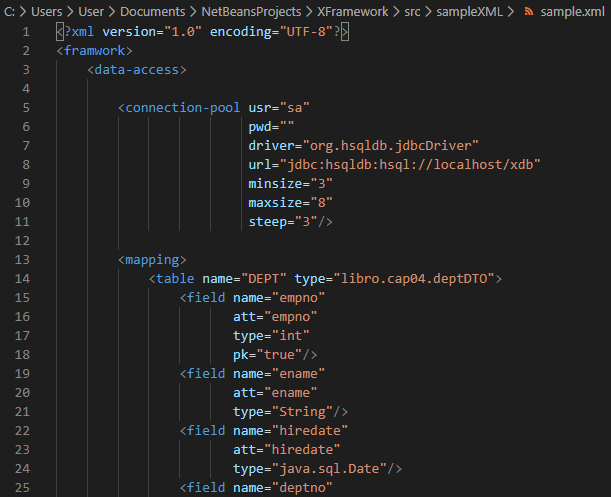 C: > Users > User > Documents > NetBeansProjects > XFramework > src > sampleXML > sample.xml
1 <?xml version="1.0" encoding="UTF-8"?>
2 <framwork>
3 <data-access>
4
5 <connection-pool usr="sa"
6 pwd=""
7 driver="org.hsqldb.jdbcDriver"
8 url="jdbc:hsqldb:hsql://localhost/xdb"
9 minsize="3"
10 maxsize="8"
11 steep="3"/>
12
13 <mapping>
14 <table name="DEPT" type="libro.cap04.deptDTO">
15 <field name="empno"
16 att="empno"
17 type="int"
18 pk="true"/>
19 <field name="ename"
20 att="ename"
21 type="String"/>
22 <field name="hiredate"
23 att="hiredate"
24 type="java.sql.Date"/>
25 <field name="deptno"